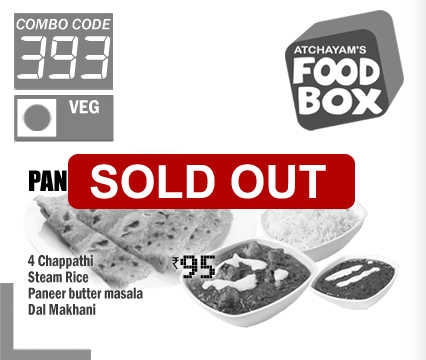 COMBO CODE
393
VEG
ATCHAYAM'S
FOOD
BOX
PAN
SOLD OUT
4 Chappathi
Steam Rice
Paneer butter masala
Dal Makhani
₹95